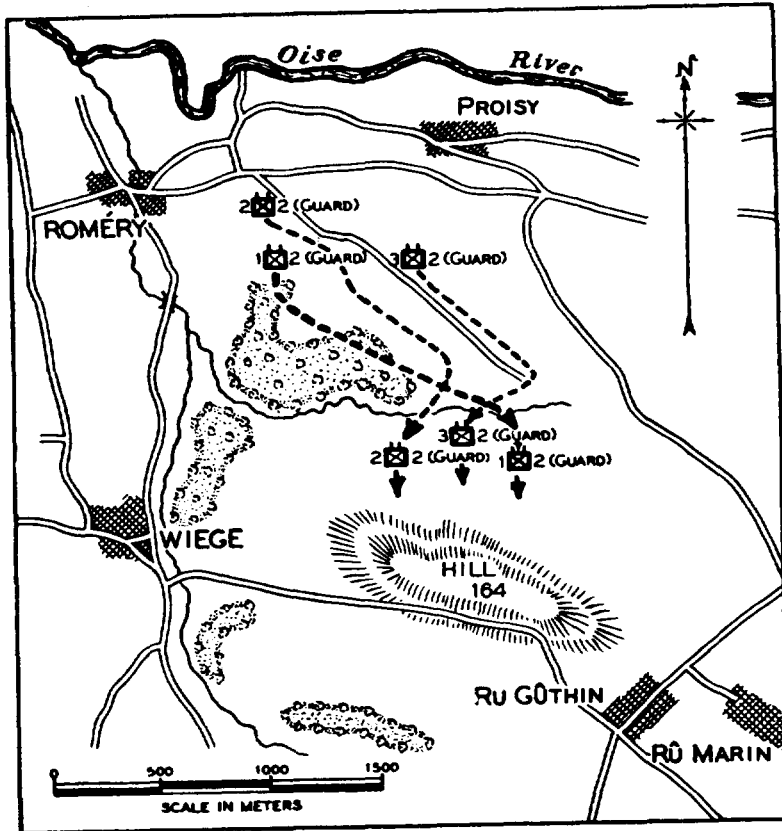 Oise River
N
PROISY
ROMÉRY
2 2 (GUARD)
1 2 (GUARD)
3 2 (GUARD)
3 2 (GUARD)
2 2 (GUARD)
1 2 (GUARD)
WIEGE
HILL
164
RU GÛTHIN
RÛ MARIN
0 500 1000 1500
SCALE IN METERS